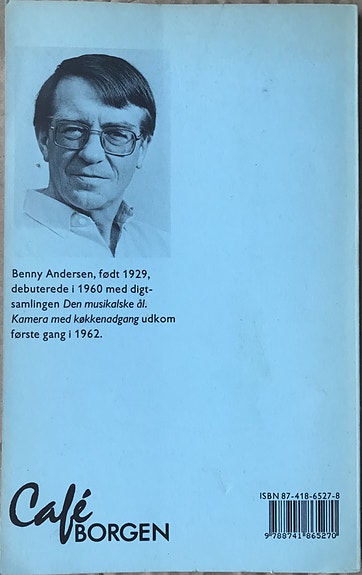 Benny Andersen, født 1929,
debuterede i 1960 med digt-
samlingen Den musikalske ål.
Kamera med køkkenadgang udkom
første gang i 1962.
Café
BORGEN
ISBN 87-418-6527-8
9 788741 865270